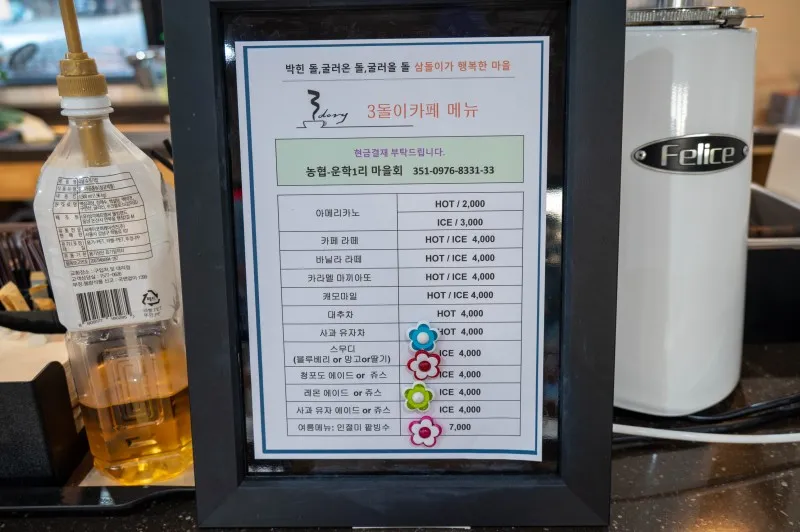 박힌 돌,굴러온 돌,굴러올 돌 삼돌이가 행복한 마을
3dory
3돌이카페 메뉴
현금결재 부탁드립니다.
농협-운학1리 마을회 351-0976-8331-33
아메리카노
HOT / 2,000
ICE / 3,000
카페 라떼 HOT / ICE 4,000
바닐라 라떼 HOT / ICE 4,000
카라멜 마끼아또 HOT / ICE 4,000
캐모마일 HOT / ICE 4,000
대추차 HOT 4,000
사과 유자차 HOT 4,000
스무디
(블루베리 or 망고or딸기) ICE 4,000
청포도 에이드 or 쥬스 ICE 4,000
레몬 에이드 or 쥬스 ICE 4,000
사과 유자 에이드 or 쥬스 ICE 4,000
여름메뉴: 인절미 팥빙수 7,000
Felice